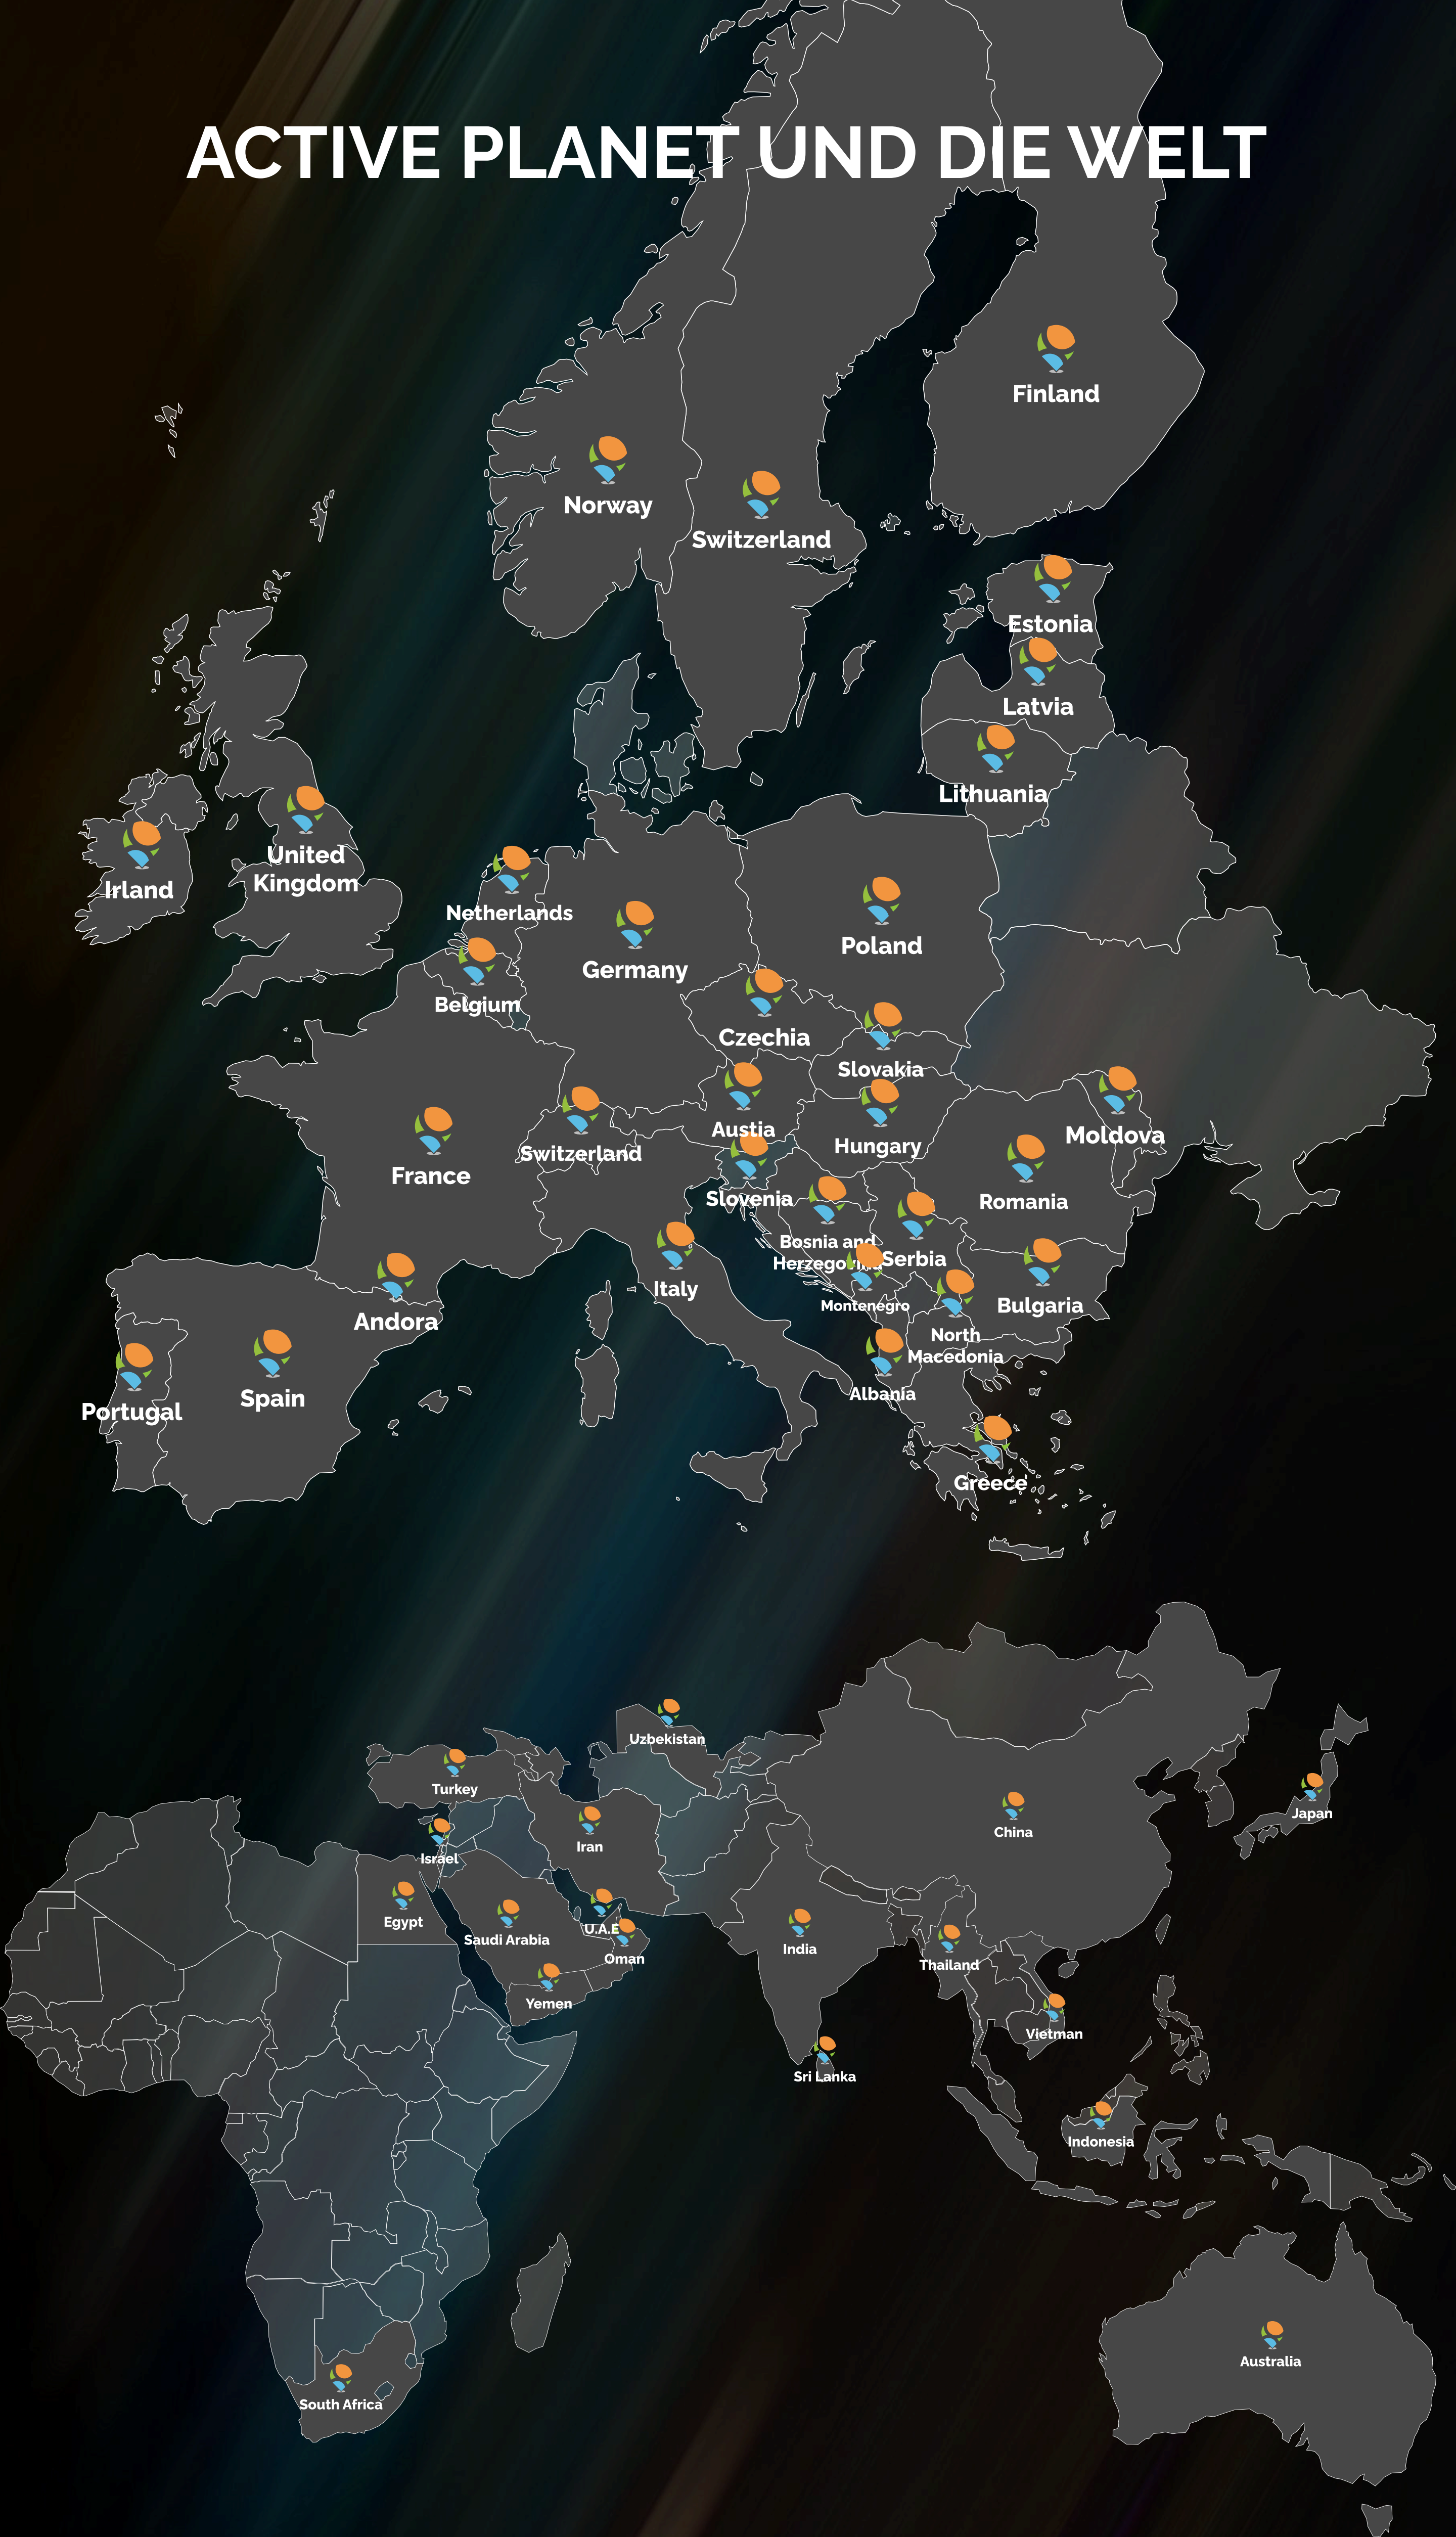 ACTIVE PLANET UND DIE WELT
Finland
Norway
Switzerland
Estonia
Latvia
Lithuania
United
Kingdom
Irland
Netherlands
Poland
Germany
Belgium
Czechia
Slovakia
Austia
Hungary
Moldova
Switzerland
France
Slovenia
Romania
Bosnia and
Herzegovina
Serbia
Italy
Montenegro
Bulgaria
Andora
North
Macedonia
Albania
Spain
Portugal
Greece
Uzbekistan
Turkey
Japan
China
Iran
Israel
Egypt
U.A.E
Saudi Arabia
India
Oman
Thailand
Yemen
Vietman
Sri Lanka
Indonesia
Australia
South Africa